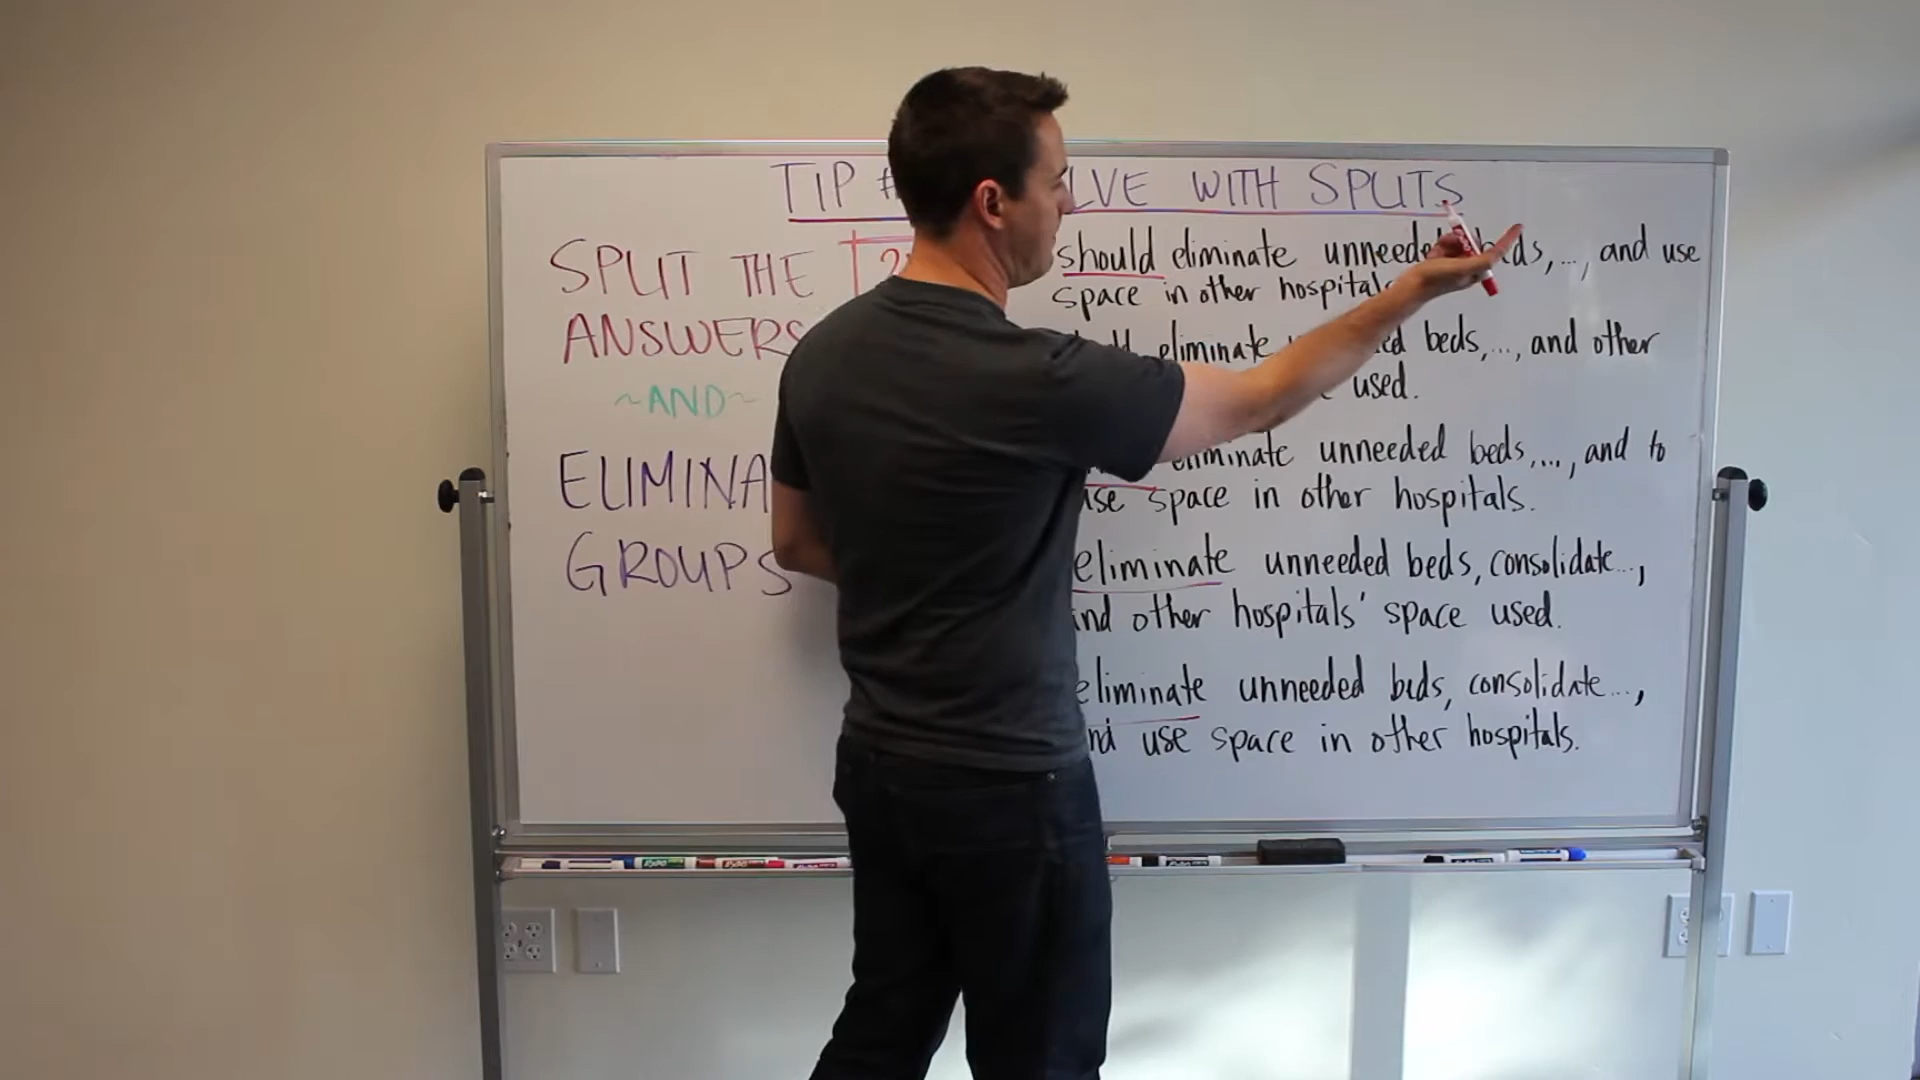 TIP # LVE WITH SPLITS
SPLIT THE
ANSWERS
~AND~
ELIMINA
GROUPS
should eliminate unneeded beds,..., and use
space in other hospitals
eliminate beds,..., and other
used.
eliminate unneeded beds,..., and to
use space in other hospitals.
eliminate unneeded beds, consolidate...,
and other hospitals' space used.
eliminate unneeded beds, consolidate...,
and use space in other hospitals.